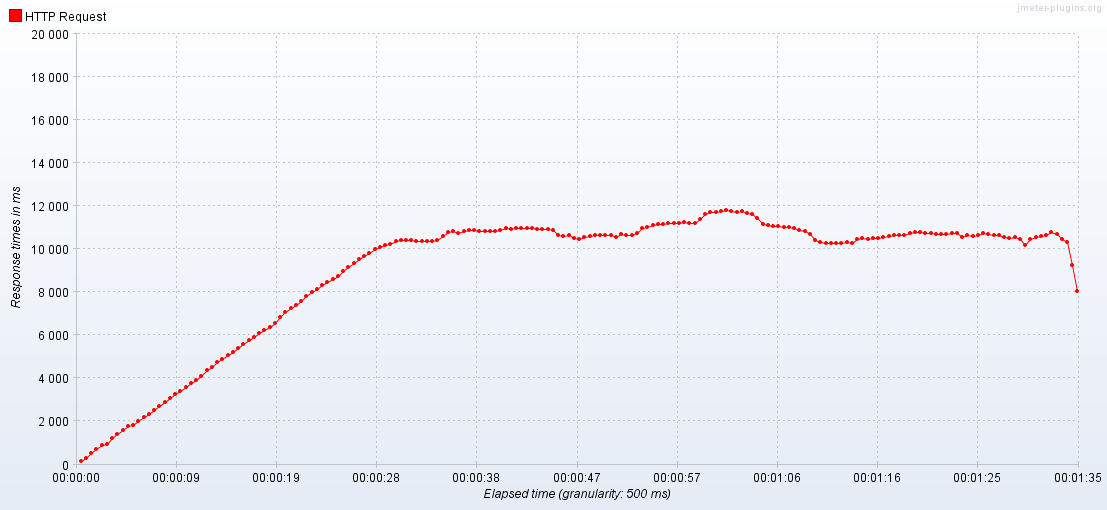 jmeter-plugins.org
HTTP Request
20 000
18 000
16 000
14 000
12 000
10 000
8 000
6 000
4 000
2 000
0
Response times in ms
00:00:00 00:00:09 00:00:19 00:00:28 00:00:38 00:00:47 00:00:57 00:01:06 00:01:16 00:01:25 00:01:35
Elapsed time (granularity: 500 ms)